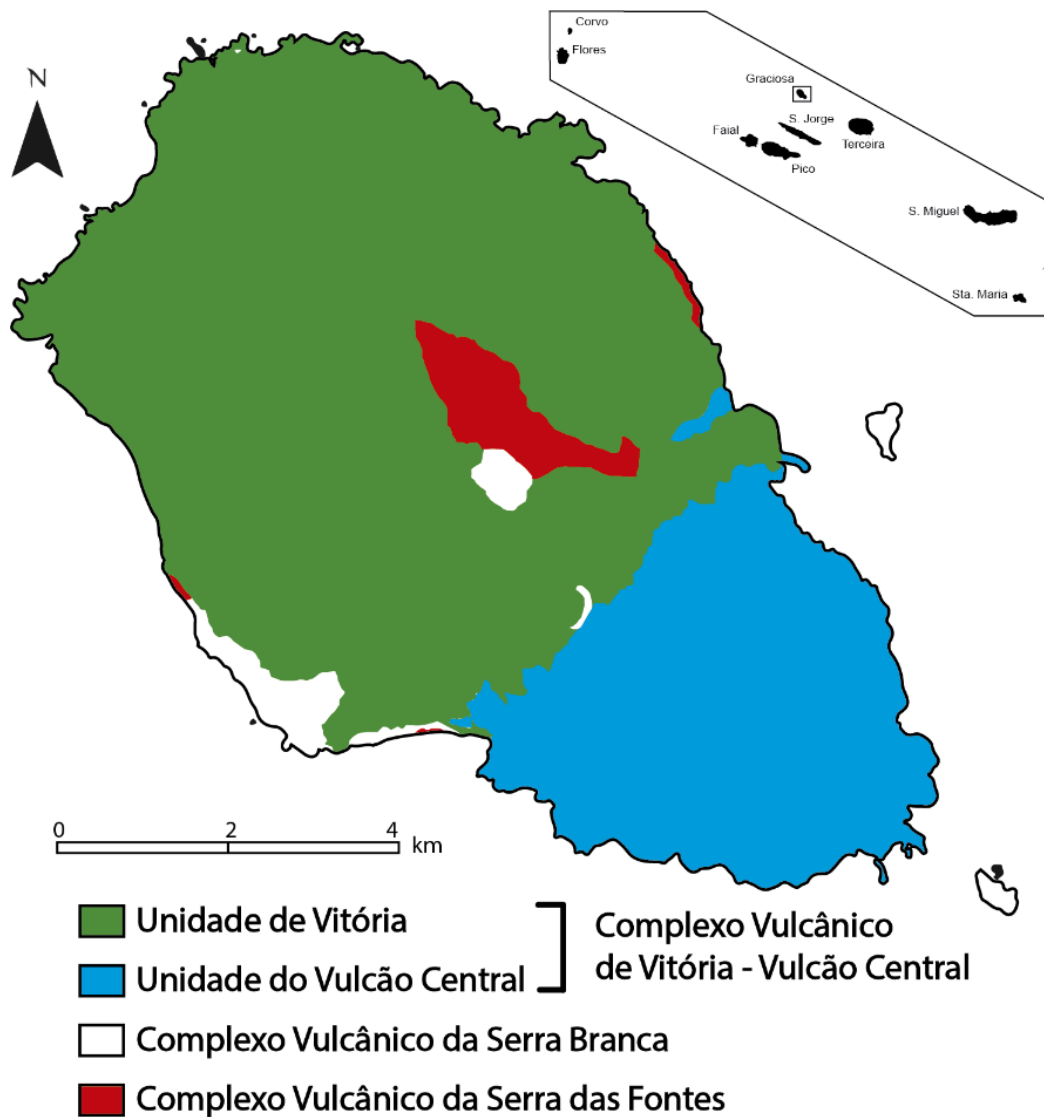 Corvo
Flores
Graciosa
S. Jorge
Faial
Terceira
Pico
S. Miguel
Sta. Maria
N
0 2 4
km
Unidade de Vitória
Unidade do Vulcão Central
Complexo Vulcânico
de Vitória - Vulcão Central
Complexo Vulcânico da Serra Branca
Complexo Vulcânico da Serra das Fontes